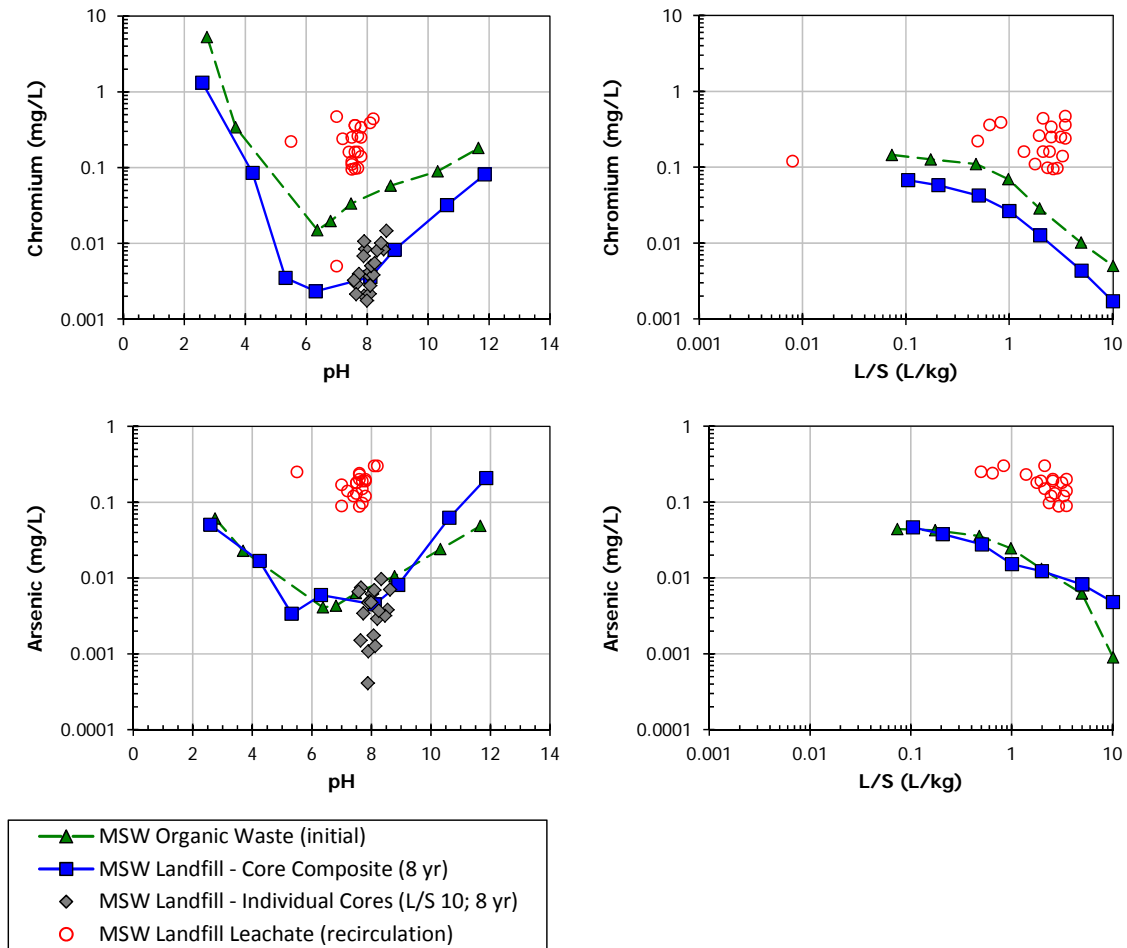 10
1
0.1
0.01
0.001
Chromium (mg/L)
0 2 4 6 8 10 12 14
pH
10
1
0.1
0.01
0.001
Chromium (mg/L)
0.001 0.01 0.1 1 10
L/S (L/kg)
1
0.1
0.01
0.001
0.0001
Arsenic (mg/L)
0 2 4 6 8 10 12 14
pH
1
0.1
0.01
0.001
0.0001
Arsenic (mg/L)
0.001 0.01 0.1 1 10
L/S (L/kg)
MSW Organic Waste (initial)
MSW Landfill - Core Composite (8 yr)
MSW Landfill - Individual Cores (L/S 10; 8 yr)
MSW Landfill Leachate (recirculation)